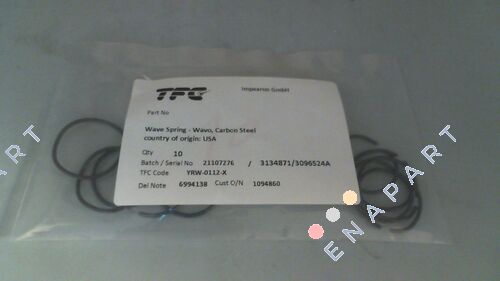 TFC Impiaron GmbH
Part No
Wave Spring - Wavo, Carbon Steel
country of origin: USA
Qty 10
Batch / Serial No 21107276 / 3134871/3096524A
TFC Code YRW-0112-X
Del Note 6994138 Cust O/N 1094860
ENAPART